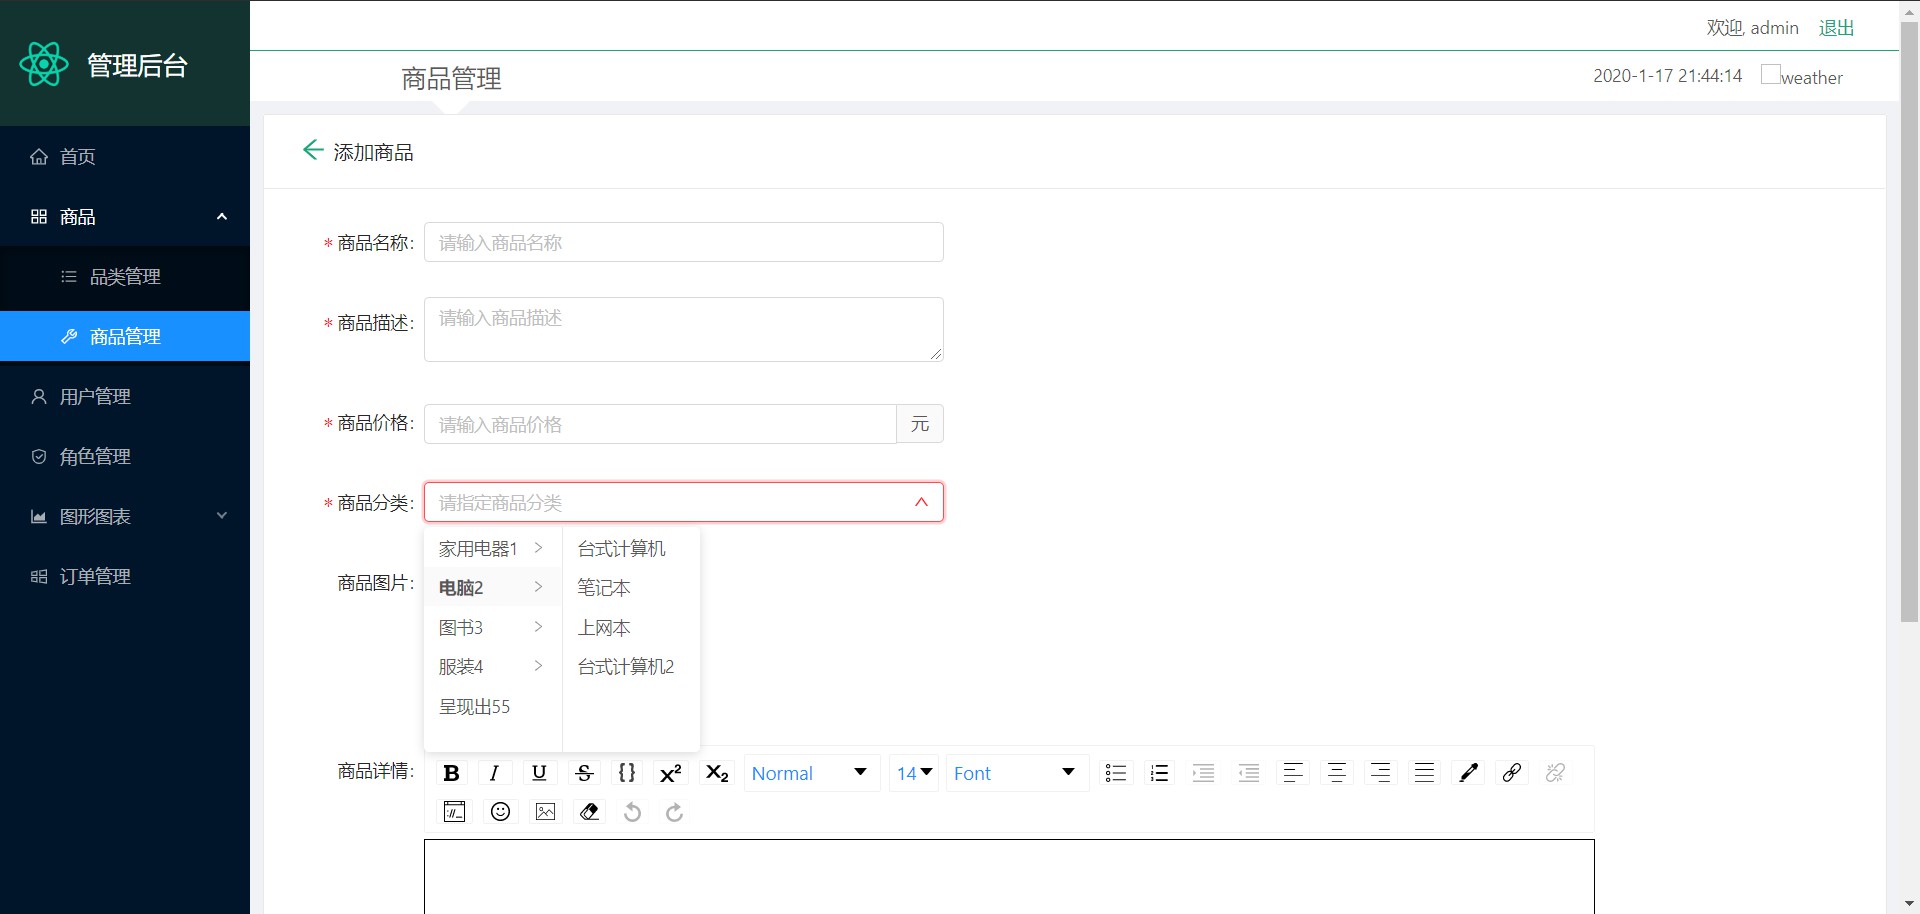 管理后台
欢迎, admin 退出
商品管理
2020-1-17 21:44:14 weather
首页
商品
品类管理
商品管理
用户管理
角色管理
图形图表
订单管理
添加商品
* 商品名称: 请输入商品名称
* 商品描述: 请输入商品描述
* 商品价格: 请输入商品价格 元
* 商品分类: 请指定商品分类
家用电器1 台式计算机
电脑2 笔记本
图书3 上网本
服装4 台式计算机2
呈现出55
商品图片:
商品详情: B I U S {} X² X₂ Normal 14 Font